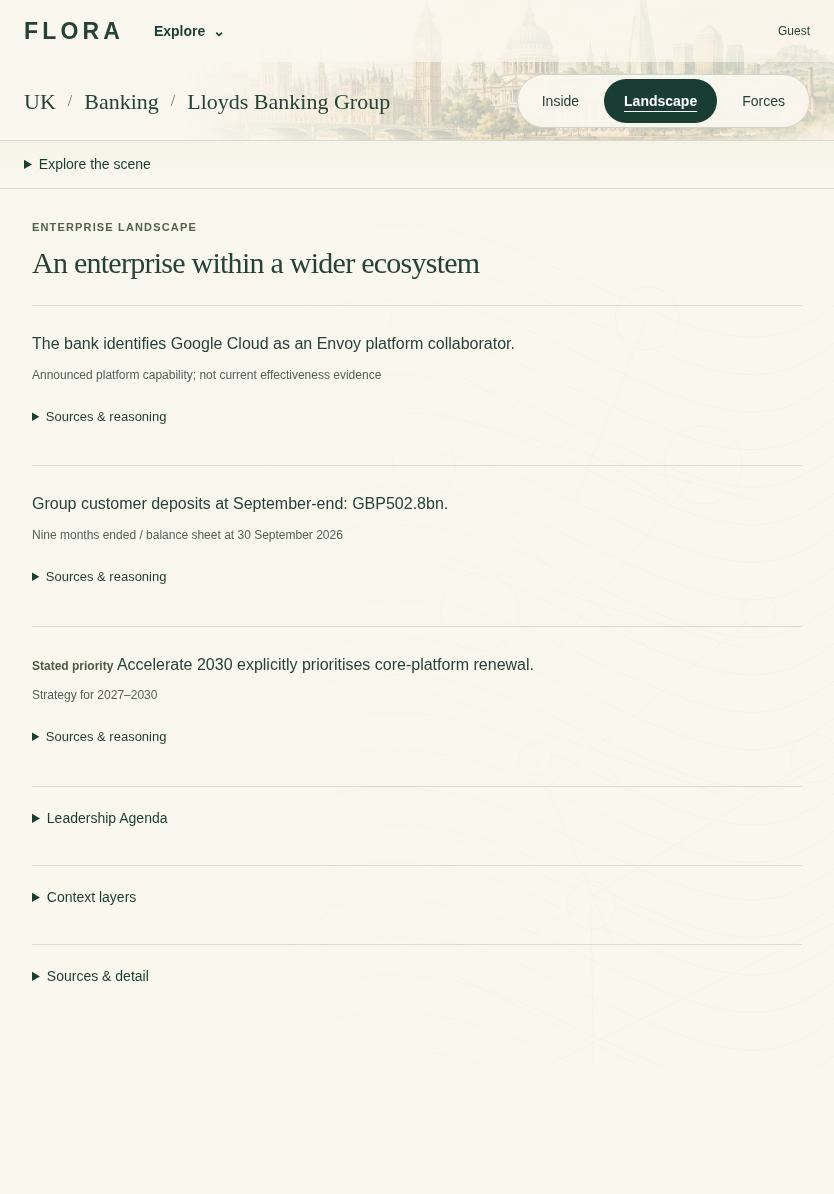 FLORA Explore Guest
UK / Banking / Lloyds Banking Group Inside Landscape Forces
Explore the scene
ENTERPRISE LANDSCAPE
An enterprise within a wider ecosystem
The bank identifies Google Cloud as an Envoy platform collaborator.
Announced platform capability; not current effectiveness evidence
Sources & reasoning
Group customer deposits at September-end: GBP502.8bn.
Nine months ended / balance sheet at 30 September 2026
Sources & reasoning
Stated priority Accelerate 2030 explicitly prioritises core-platform renewal.
Strategy for 2027–2030
Sources & reasoning
Leadership Agenda
Context layers
Sources & detail